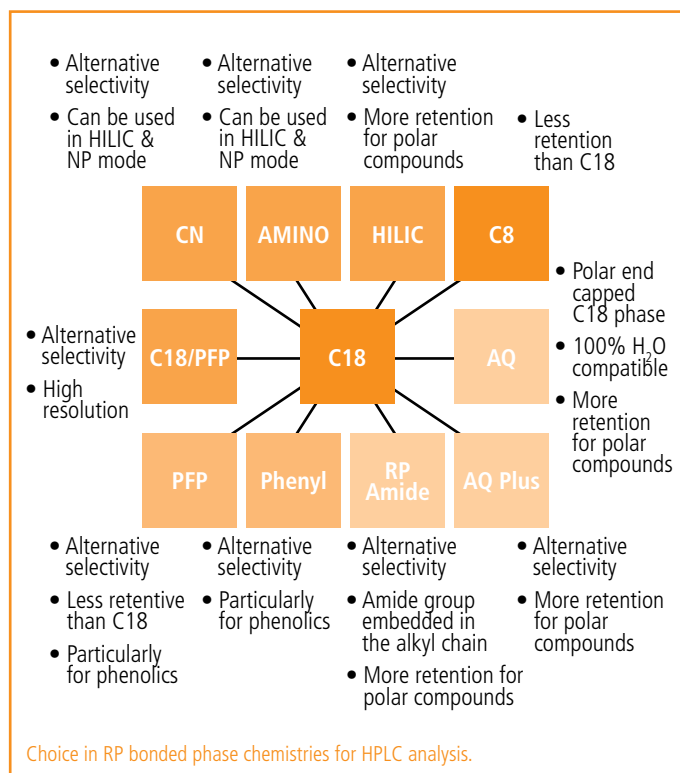 • Alternative
selectivity
• Can be used
in HILIC &
NP mode
• Alternative
selectivity
• Can be used
in HILIC &
NP mode
• Alternative
selectivity
• More retention
for polar
compounds
• Less
retention
than C18
CN
AMINO
HILIC
C8
• Alternative
selectivity
• High
resolution
C18/PFP
C18
AQ
• Polar end
capped
C18 phase
• 100% H₂O
compatible
• More
retention
for polar
compounds
PFP
Phenyl
RP
Amide
AQ Plus
• Alternative
selectivity
• Less retentive
than C18
• Particularly
for phenolics
• Alternative
selectivity
• Particularly
for phenolics
• Alternative
selectivity
• Amide group
embedded in
the alkyl chain
• More retention for
polar compounds
• Alternative
selectivity
• More retention
for polar
compounds
Choice in RP bonded phase chemistries for HPLC analysis.